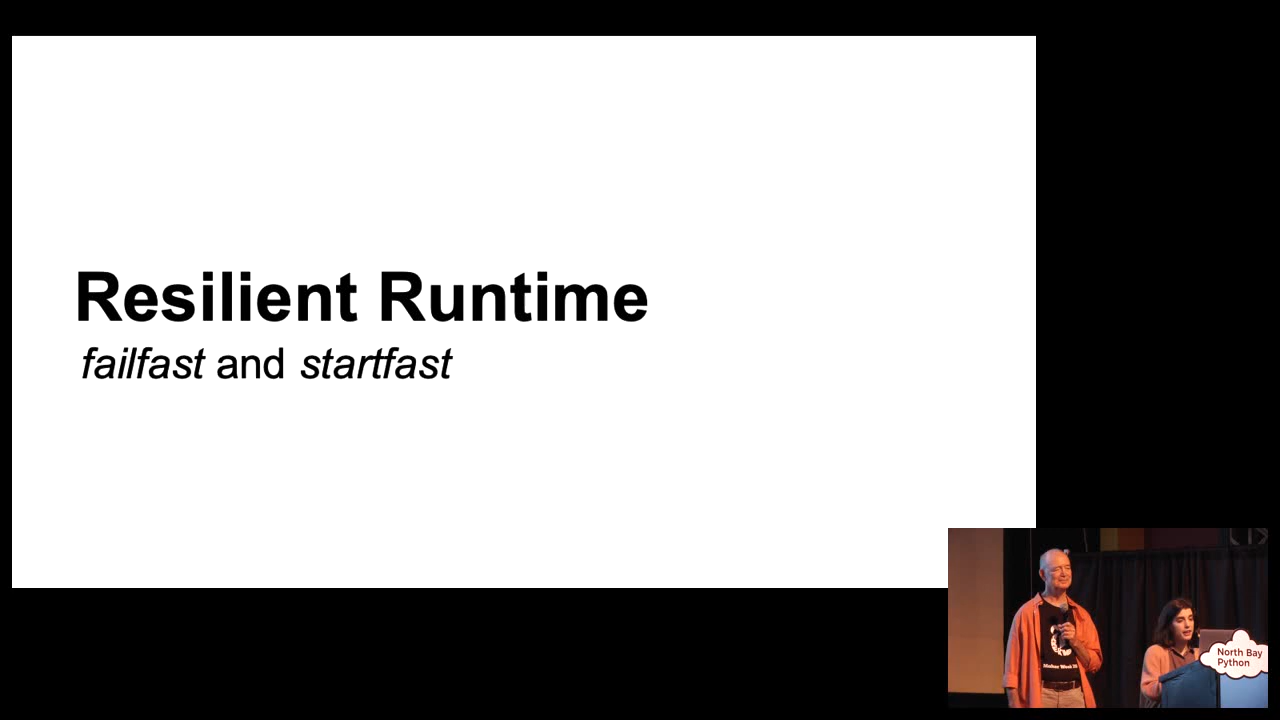 Resilient Runtime
failfast and startfast
North Bay
Python